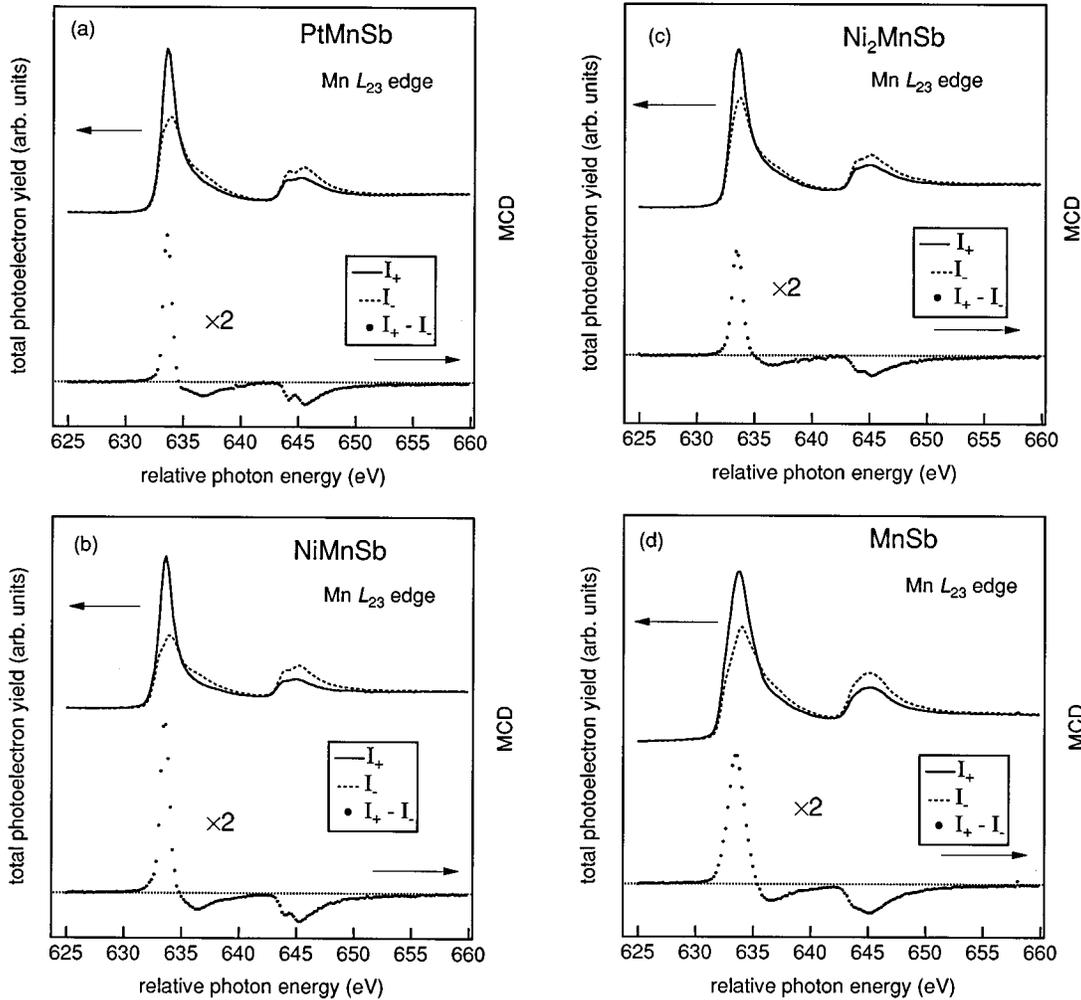 (a)
PtMnSb
Mn L23 edge
total photoelectron yield (arb. units)
MCD
I+
I-
I+ - I-
×2
625 630 635 640 645 650 655 660
relative photon energy (eV)
(c)
Ni2MnSb
Mn L23 edge
total photoelectron yield (arb. units)
MCD
I+
I-
I+ - I-
×2
625 630 635 640 645 650 655 660
relative photon energy (eV)
(b)
NiMnSb
Mn L23 edge
total photoelectron yield (arb. units)
MCD
I+
I-
I+ - I-
×2
625 630 635 640 645 650 655 660
relative photon energy (eV)
(d)
MnSb
Mn L23 edge
total photoelectron yield (arb. units)
MCD
I+
I-
I+ - I-
×2
625 630 635 640 645 650 655 660
relative photon energy (eV)